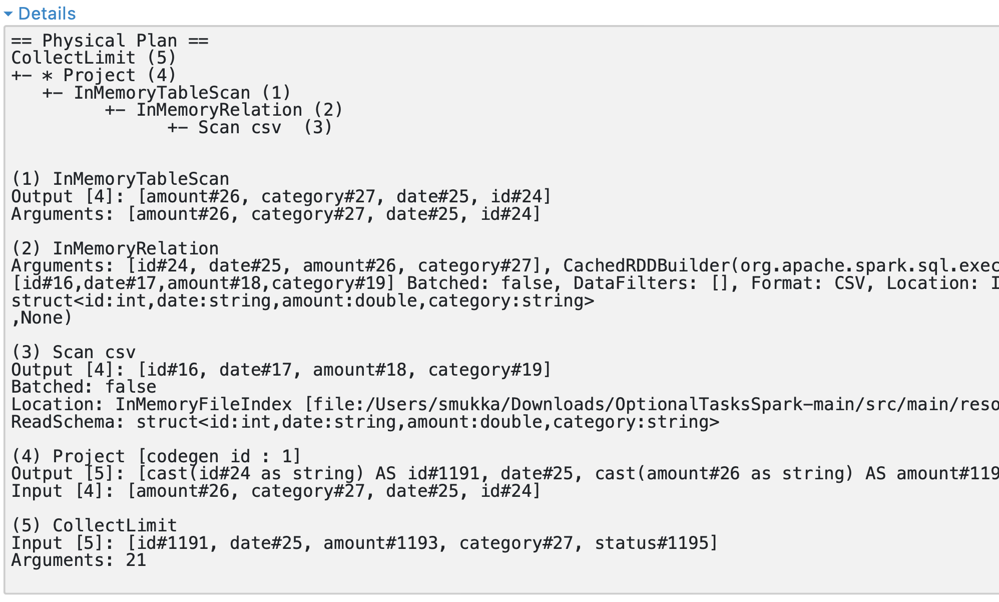 Details
== Physical Plan ==
CollectLimit (5)
+- * Project (4)
   +- InMemoryTableScan (1)
         +- InMemoryRelation (2)
               +- Scan csv  (3)
(1) InMemoryTableScan
Output [4]: [amount#26, category#27, date#25, id#24]
Arguments: [amount#26, category#27, date#25, id#24]
(2) InMemoryRelation
Arguments: [id#24, date#25, amount#26, category#27], CachedRDDBuilder(org.apache.spark.sql.exec
[id#16,date#17,amount#18,category#19] Batched: false, DataFilters: [], Format: CSV, Location: I
struct<id:int,date:string,amount:double,category:string>
,None)
(3) Scan csv
Output [4]: [id#16, date#17, amount#18, category#19]
Batched: false
Location: InMemoryFileIndex [file:/Users/smukka/Downloads/OptionalTasksSpark-main/src/main/reso
ReadSchema: struct<id:int,date:string,amount:double,category:string>
(4) Project [codegen id : 1]
Output [5]: [cast(id#24 as string) AS id#1191, date#25, cast(amount#26 as string) AS amount#119
Input [4]: [amount#26, category#27, date#25, id#24]
(5) CollectLimit
Input [5]: [id#1191, date#25, amount#1193, category#27, status#1195]
Arguments: 21